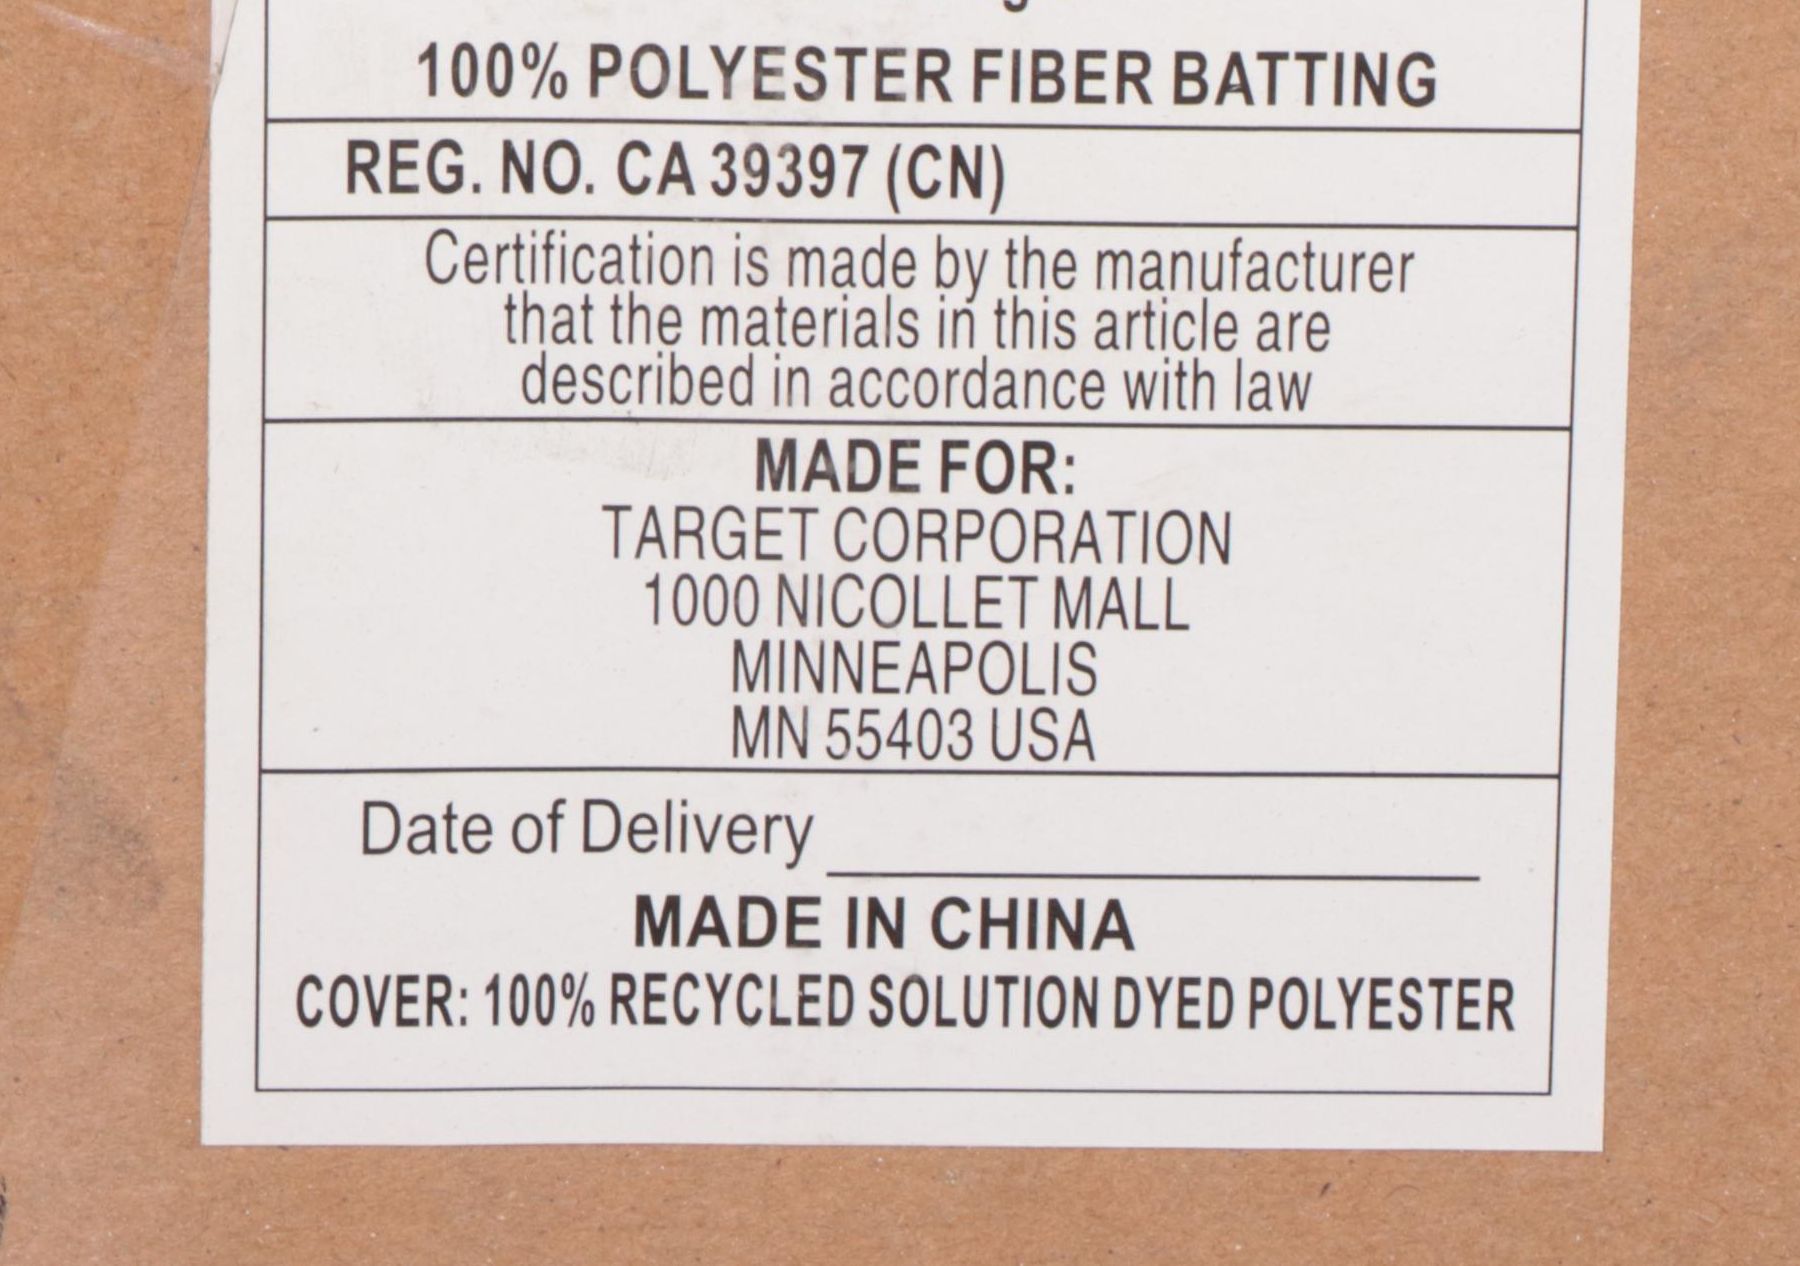 100% POLYESTER FIBER BATTING
REG. NO. CA 39397 (CN)
Certification is made by the manufacturer
that the materials in this article are
described in accordance with law
MADE FOR:
TARGET CORPORATION
1000 NICOLLET MALL
MINNEAPOLIS
MN 55403 USA
Date of Delivery
MADE IN CHINA
COVER: 100% RECYCLED SOLUTION DYED POLYESTER